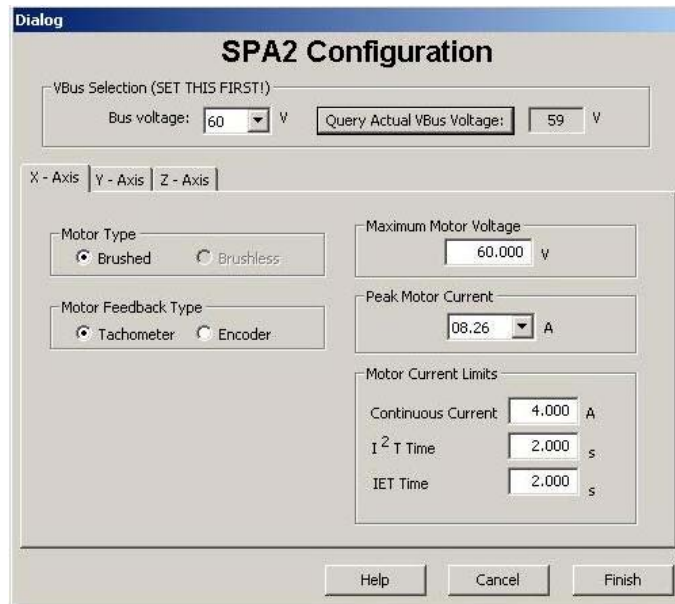 Dialog
SPA2 Configuration
VBus Selection (SET THIS FIRST!)
Bus voltage: 60 V Query Actual VBus Voltage: 59 V
X - Axis Y - Axis Z - Axis
Motor Type
Brushed Brushless
Motor Feedback Type
Tachometer Encoder
Maximum Motor Voltage
60.000 V
Peak Motor Current
08.26 A
Motor Current Limits
Continuous Current 4.000 A
I 2 T Time 2.000 s
IET Time 2.000 s
Help Cancel Finish